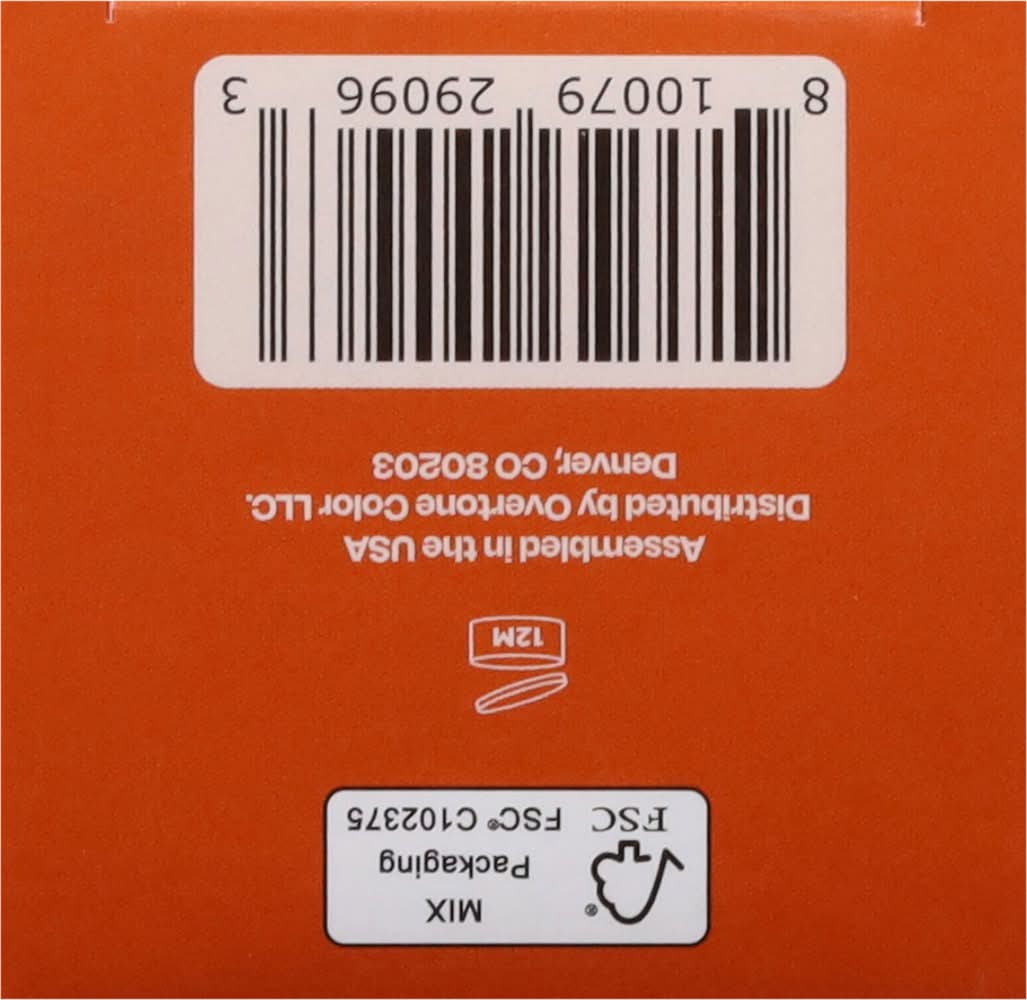 MIX
Packaging
FSC FSC® C102375
12M
Assembled in the USA
Distributed by Overtone Color LLC.
Denver, CO 80203
8 10079 29096 3